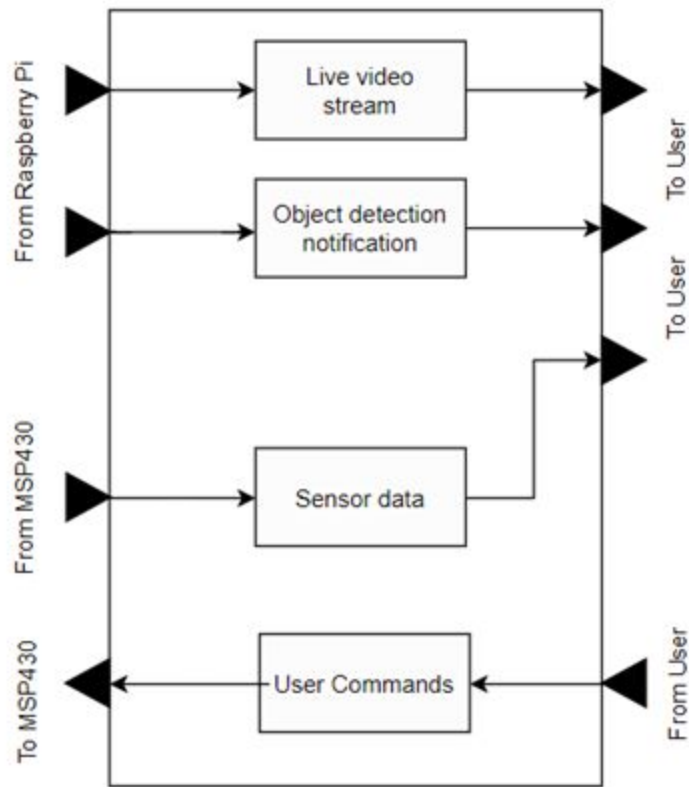 From Raspberry Pi
Live video
stream
To User
Object detection
notification
To User
From MSP430
Sensor data
To MSP430
User Commands
From User